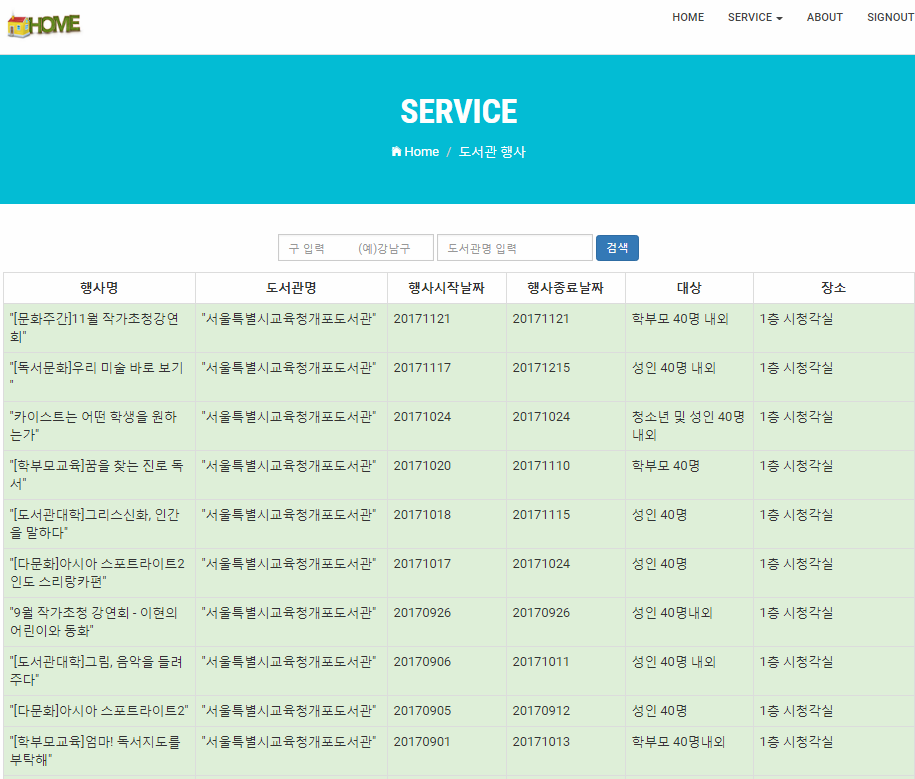 HOME
HOME SERVICE ABOUT SIGNOUT
SERVICE
Home / 도서관 행사
구 입력 (예)강남구 도서관명 입력 검색
행사명 도서관명 행사시작날짜 행사종료날짜 대상 장소
"[문화주간]11월 작가초청강연 "서울특별시교육청개포도서관" 20171121 20171121 학부모 40명 내외 1층 시청각실
회"
"[독서문화]우리 미술 바로 보기 "서울특별시교육청개포도서관" 20171117 20171215 성인 40명 내외 1층 시청각실
"
"카이스트는 어떤 학생을 원하 "서울특별시교육청개포도서관" 20171024 20171024 청소년 및 성인 40명 1층 시청각실
는가" 내외
"[학부모교육]꿈을 찾는 진로 독 "서울특별시교육청개포도서관" 20171020 20171110 학부모 40명 1층 시청각실
서"
"[도서관대학]그리스신화, 인간 "서울특별시교육청개포도서관" 20171018 20171115 성인 40명 1층 시청각실
을 말하다"
"[다문화]아시아 스포트라이트2 "서울특별시교육청개포도서관" 20171017 20171024 성인 40명 1층 시청각실
인도 스리랑카편"
"9월 작가초청 강연회 - 이현의 "서울특별시교육청개포도서관" 20170926 20170926 성인 40명내외 1층 시청각실
어린이와 동화"
"[도서관대학]그림, 음악을 들려 "서울특별시교육청개포도서관" 20170906 20171011 성인 40명 내외 1층 시청각실
주다"
"[다문화]아시아 스포트라이트2" "서울특별시교육청개포도서관" 20170905 20170912 성인 40명 1층 시청각실
"[학부모교육]엄마! 독서지도를 "서울특별시교육청개포도서관" 20170901 20171013 학부모 40명내외 1층 시청각실
부탁해"